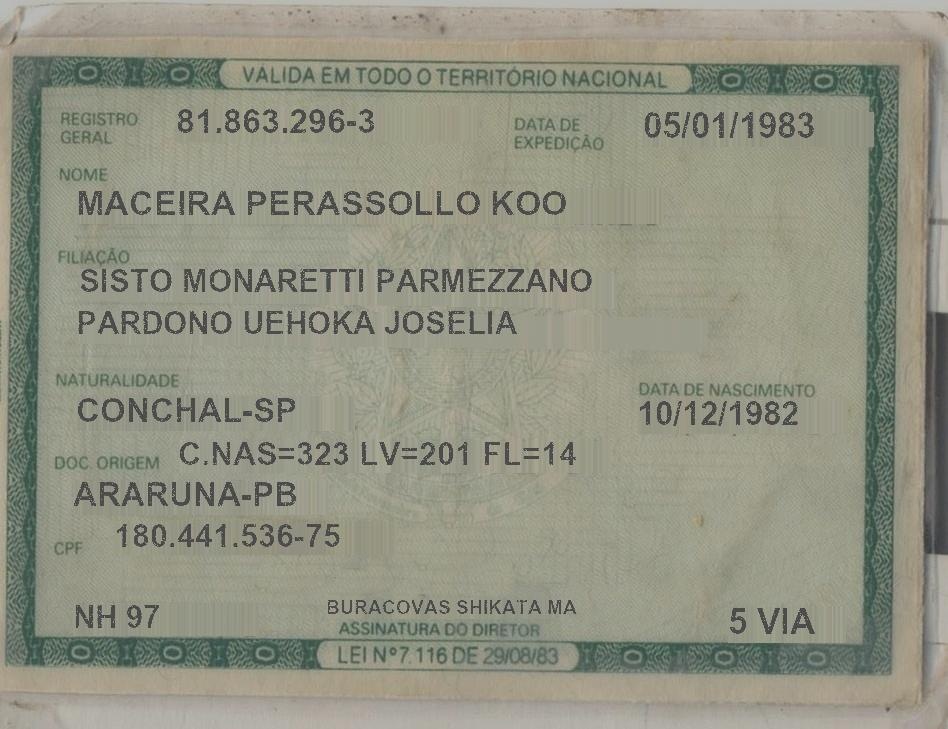 VÁLIDA EM TODO O TERRITÓRIO NACIONAL
REGISTRO GERAL 81.863.296-3 DATA DE EXPEDIÇÃO 05/01/1983
NOME
MACEIRA PERASSOLLO KOO
FILIAÇÃO
SISTO MONARETTI PARMEZZANO
PARDONO UEHOKA JOSELIA
NATURALIDADE DATA DE NASCIMENTO
CONCHAL-SP 10/12/1982
DOC. ORIGEM C.NAS=323 LV=201 FL=14
ARARUNA-PB
CPF 180.441.536-75
NH 97 BURACOVAS SHIKATA MA 5 VIA
ASSINATURA DO DIRETOR
LEI Nº 7.116 DE 29/08/83